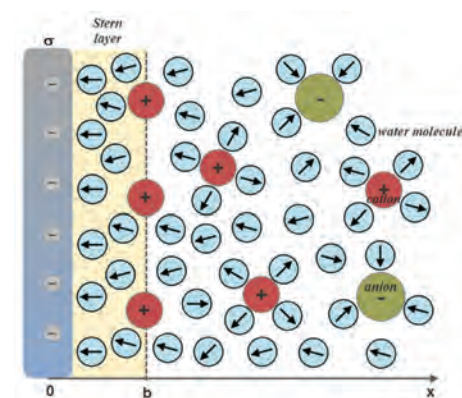 Stern
layer
σ
water molecule
cation
anion
0
b
x